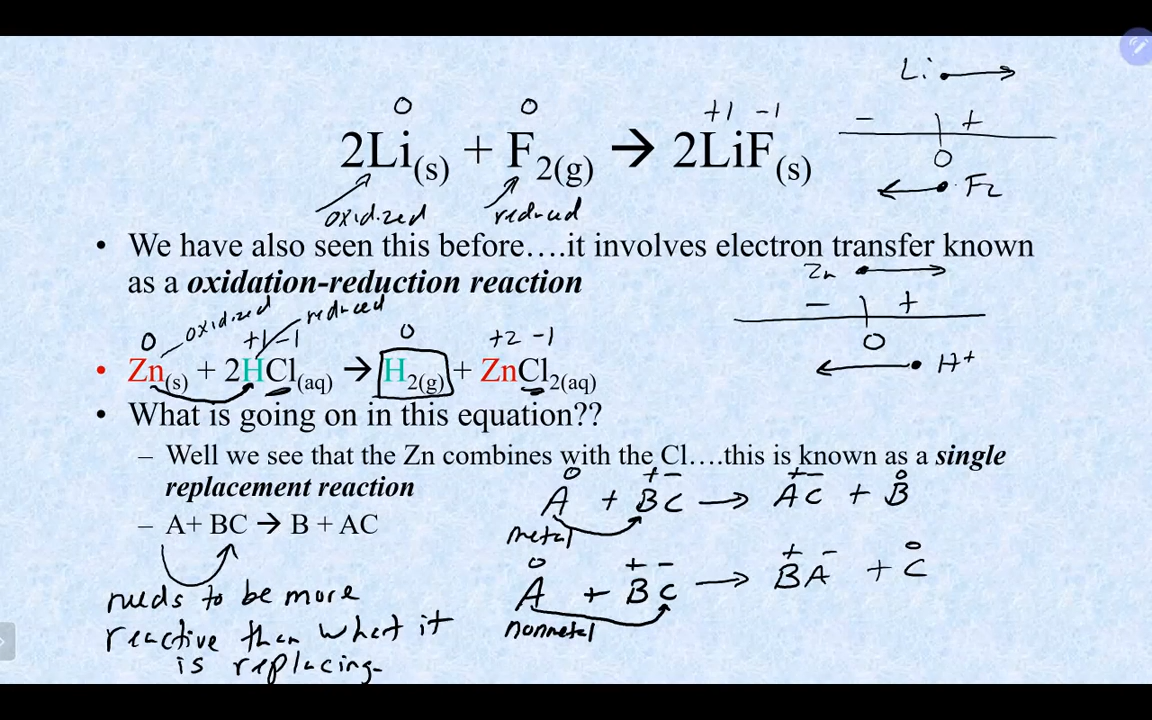 Li
0 0 +1 -1
2Li(s) + F2(g) → 2LiF(s)
- +
0
F2
oxidized reduced
• We have also seen this before….it involves electron transfer known
as a oxidation-reduction reaction
Zn
- +
0
H+
oxidized reduced
0 +1 -1 0 +2 -1
• Zn(s) + 2HCl(aq) → H2(g) + ZnCl2(aq)
• What is going on in this equation??
– Well we see that the Zn combines with the Cl….this is known as a single
replacement reaction
0 + - + - 0
A + BC → AC + B
metal
– A+ BC → B + AC
0 + - + - 0
A + BC → BA + C
nonmetal
needs to be more
reactive than what it
is replacing.